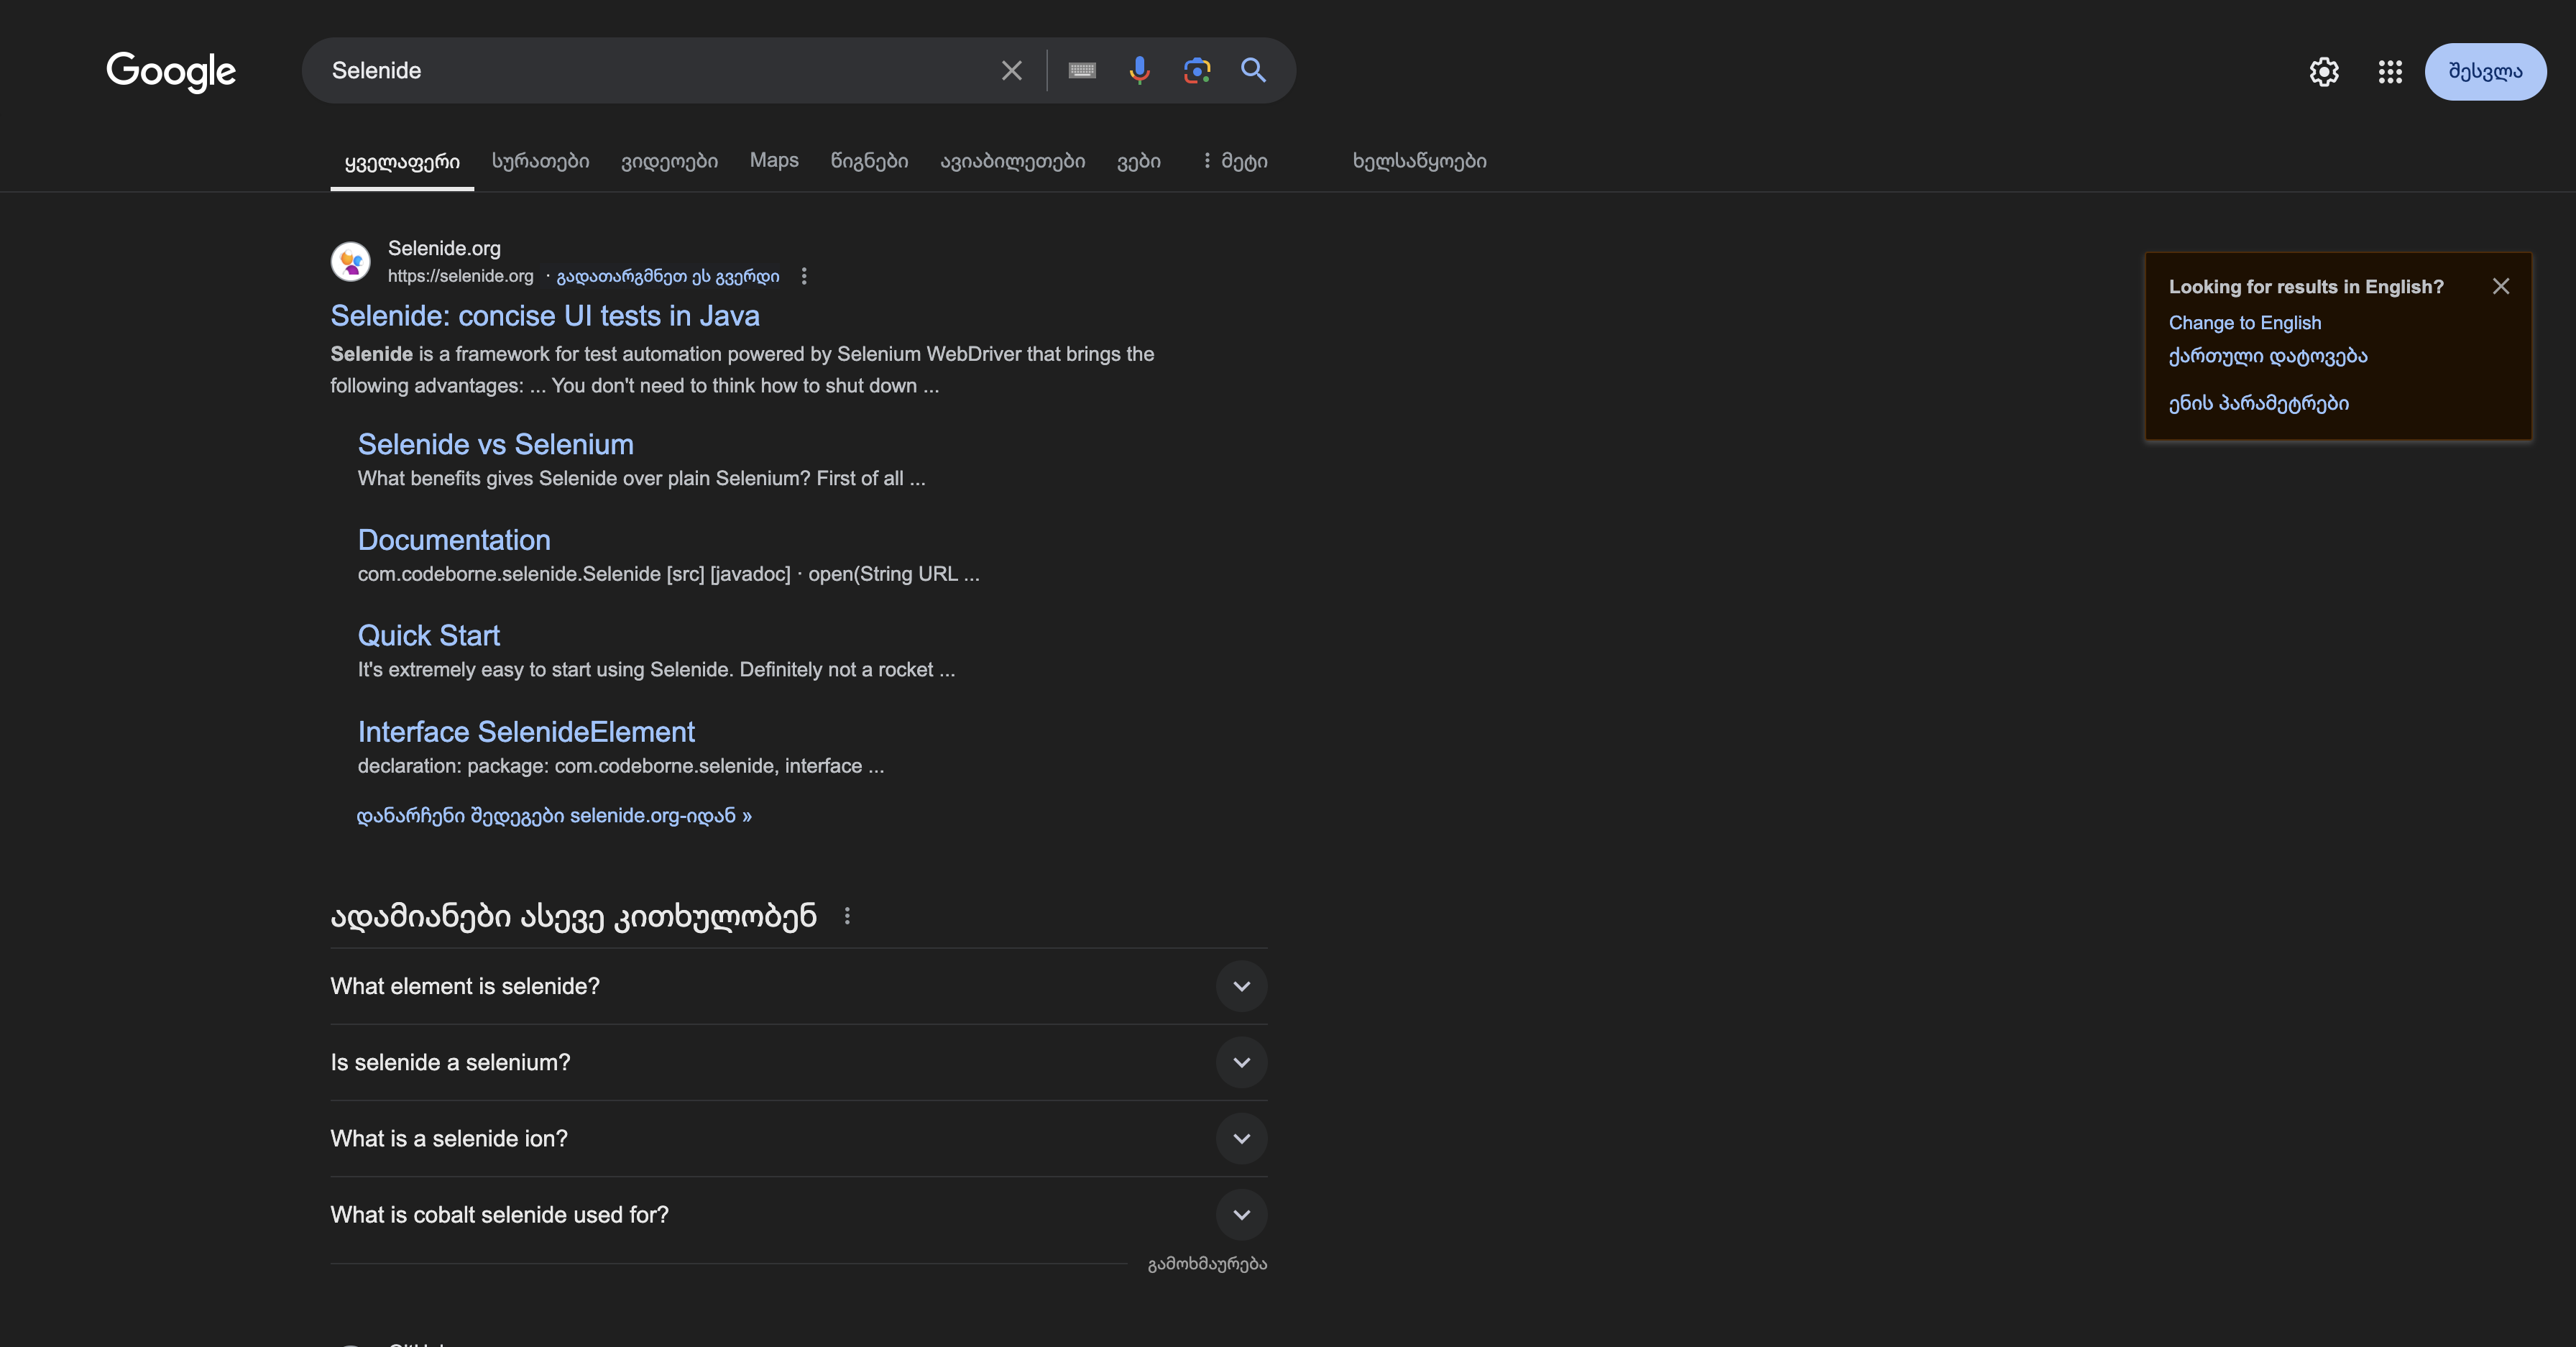 Google
Selenide
შესვლა
ყველაფერი სურათები ვიდეოები Maps წიგნები ავიაბილეთები ვები მეტი ხელსაწყოები
Selenide.org
https://selenide.org · გადათარგმნეთ ეს გვერდი
Selenide: concise UI tests in Java
Selenide is a framework for test automation powered by Selenium WebDriver that brings the
following advantages: ... You don't need to think how to shut down ...
Selenide vs Selenium
What benefits gives Selenide over plain Selenium? First of all ...
Documentation
com.codeborne.selenide.Selenide [src] [javadoc] · open(String URL ...
Quick Start
It's extremely easy to start using Selenide. Definitely not a rocket ...
Interface SelenideElement
declaration: package: com.codeborne.selenide, interface ...
დანარჩენი შედეგები selenide.org-იდან »
Looking for results in English?
Change to English
ქართული დატოვება
ენის პარამეტრები
ადამიანები ასევე კითხულობენ
What element is selenide?
Is selenide a selenium?
What is a selenide ion?
What is cobalt selenide used for?
გამოხმაურება